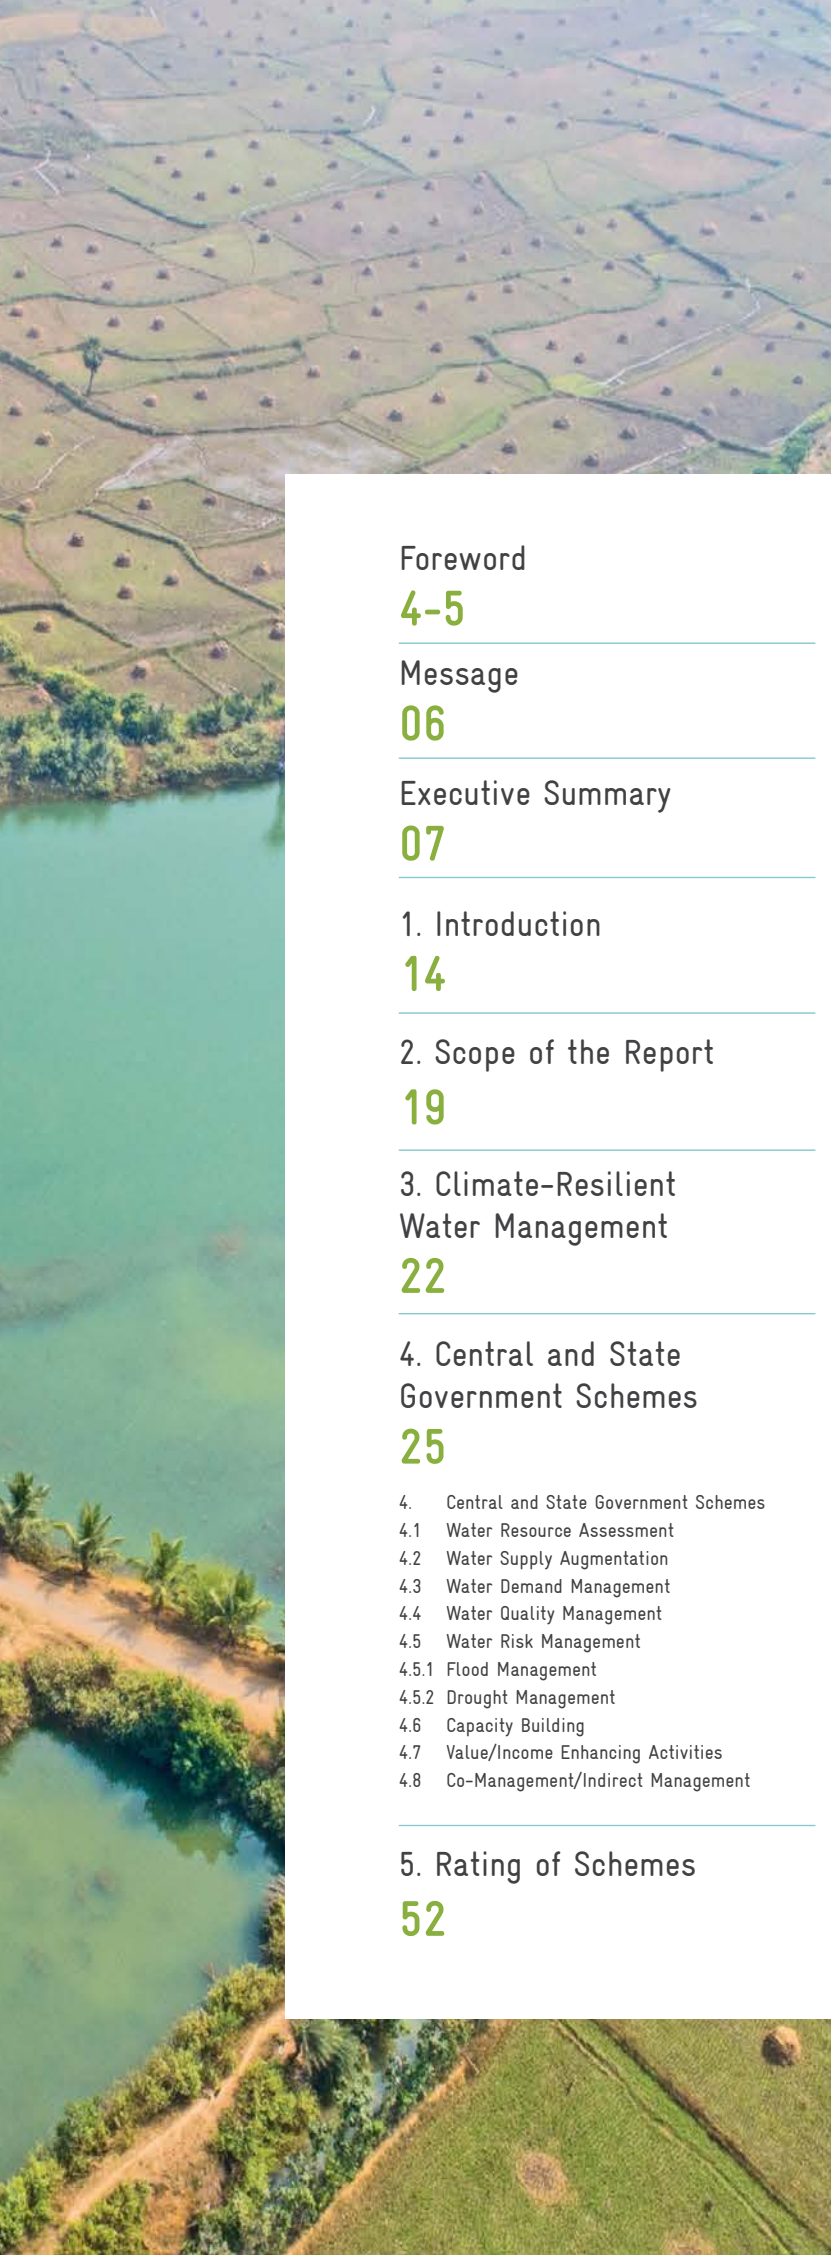 Foreword
4-5
Message
06
Executive Summary
07
1. Introduction
14
2. Scope of the Report
19
3. Climate-Resilient
Water Management
22
4. Central and State
Government Schemes
25
4. Central and State Government Schemes
4.1 Water Resource Assessment
4.2 Water Supply Augmentation
4.3 Water Demand Management
4.4 Water Quality Management
4.5 Water Risk Management
4.5.1 Flood Management
4.5.2 Drought Management
4.6 Capacity Building
4.7 Value/Income Enhancing Activities
4.8 Co-Management/Indirect Management
5. Rating of Schemes
52